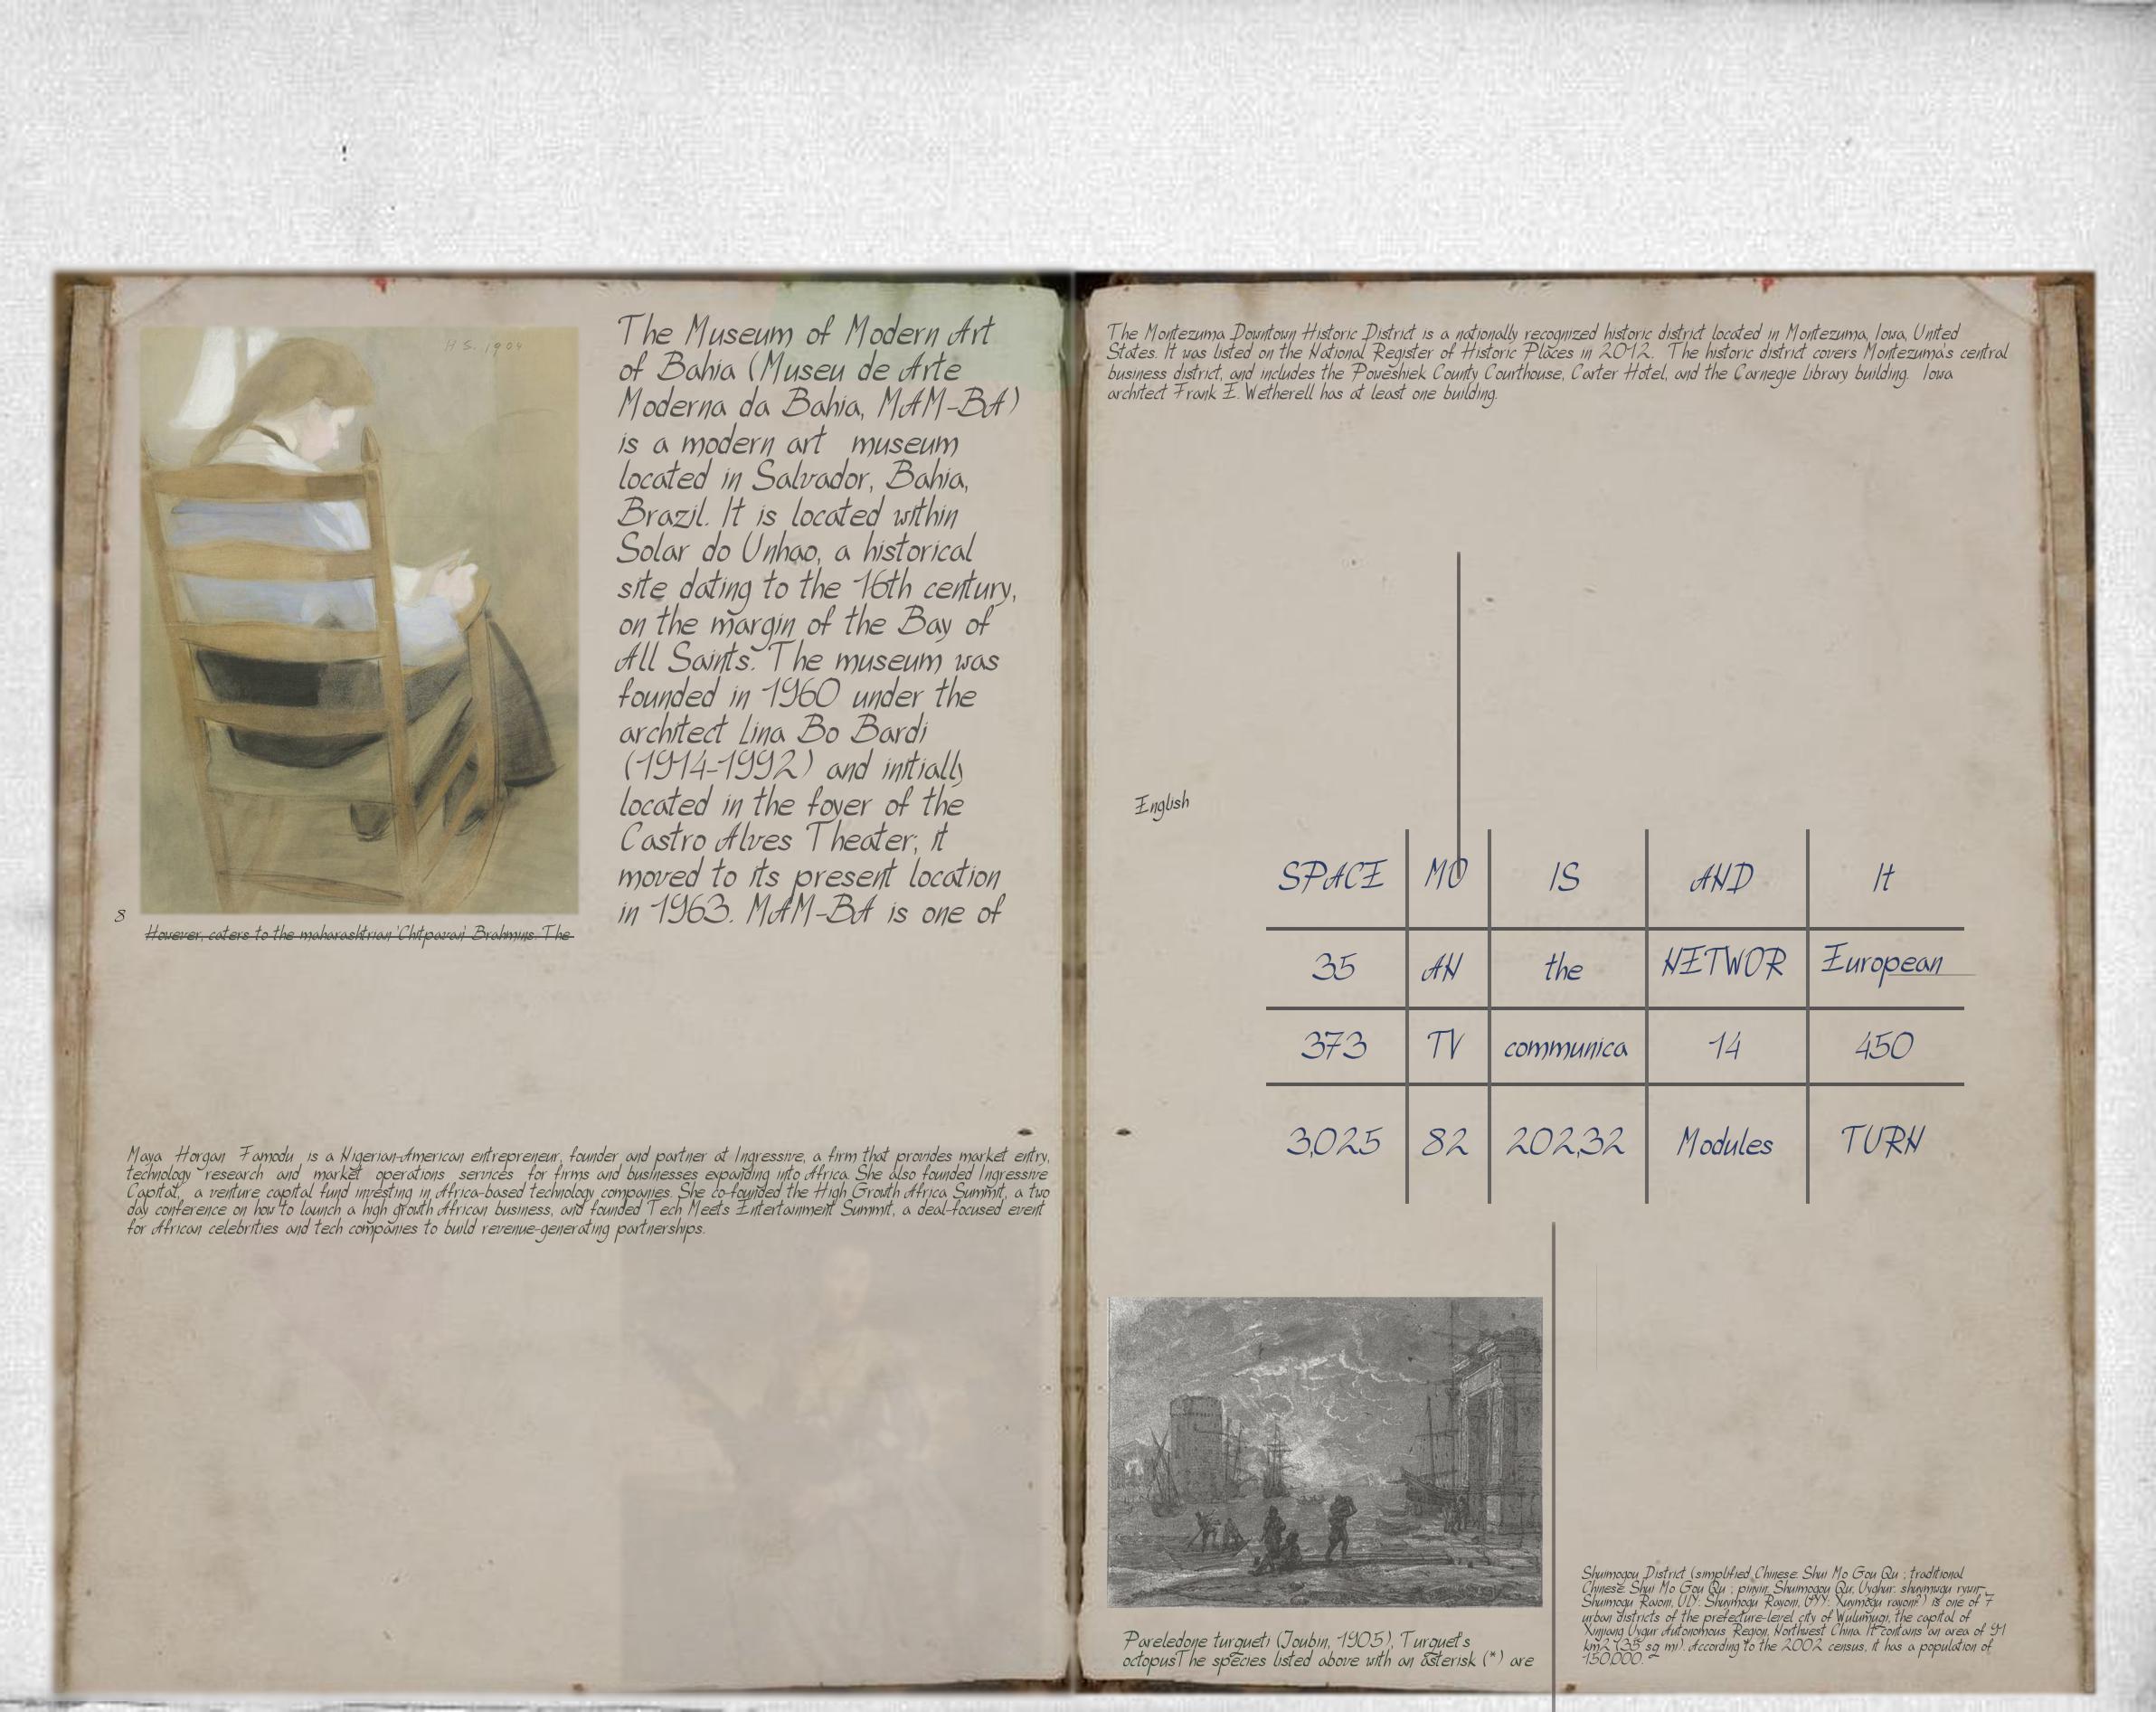 H S. 1904
The Museum of Modern Art
of Bahia (Museu de Arte
Moderna da Bahia, MAM-BA)
is a modern art museum
located in Salvador, Bahia,
Brazil. It is located within
Solar do Unhao, a historical
site dating to the 16th century,
on the margin of the Bay of
All Saints. The museum was
founded in 1960 under the
architect Lina Bo Bardi
(1914-1992) and initially
located in the foyer of the
Castro Alves Theater; it
moved to its present location
in 1963. MAM-BA is one of
8
However, caters to the maharashtrian 'Chitpavan' Brahmins. The
Maya Horgan Famodu is a Nigerian-American entrepreneur, founder and partner at Ingressive, a firm that provides market entry,
technology research and market operations services for firms and businesses expanding into Africa. She also founded Ingressive
Capital, a venture capital fund investing in Africa-based technology companies. She co-founded the High Growth Africa Summit, a two
day conference on how to launch a high growth African business, and founded Tech Meets Entertainment Summit, a deal-focused event
for African celebrities and tech companies to build revenue-generating partnerships.
The Montezuma Downtown Historic District is a nationally recognized historic district located in Montezuma, Iowa, United
States. It was listed on the National Register of Historic Places in 2012. The historic district covers Montezuma's central
business district, and includes the Poweshiek County Courthouse, Carter Hotel, and the Carnegie Library building. Iowa
architect Frank E. Wetherell has at least one building.
English
SPACE MO IS AND It
35 AN the NETWOR European
373 TV communica 14 450
3,025 82 202,32 Modules TURN
Pareledone turqueti (Joubin, 1905), Turquet's
octopusThe species listed above with an asterisk (*) are
Shuimogou District (simplified Chinese: Shui Mo Gou Qu ; traditional
Chinese: Shui Mo Gou Qu ; pinyin: Shuimogou Qu; Uyghur: shuymugu ryuir-
Shuimogu Raioni, ULY: Shuymogu Rayoni, UYY: Xuymogu rayoni?) is one of 7
urban districts of the prefecture-level city of Wulumuqi, the capital of
Xinjiang Uygur Autonomous Region, Northwest China. It contains an area of 91
km2 (35 sq mi). According to the 2002 census, it has a population of
150,000.